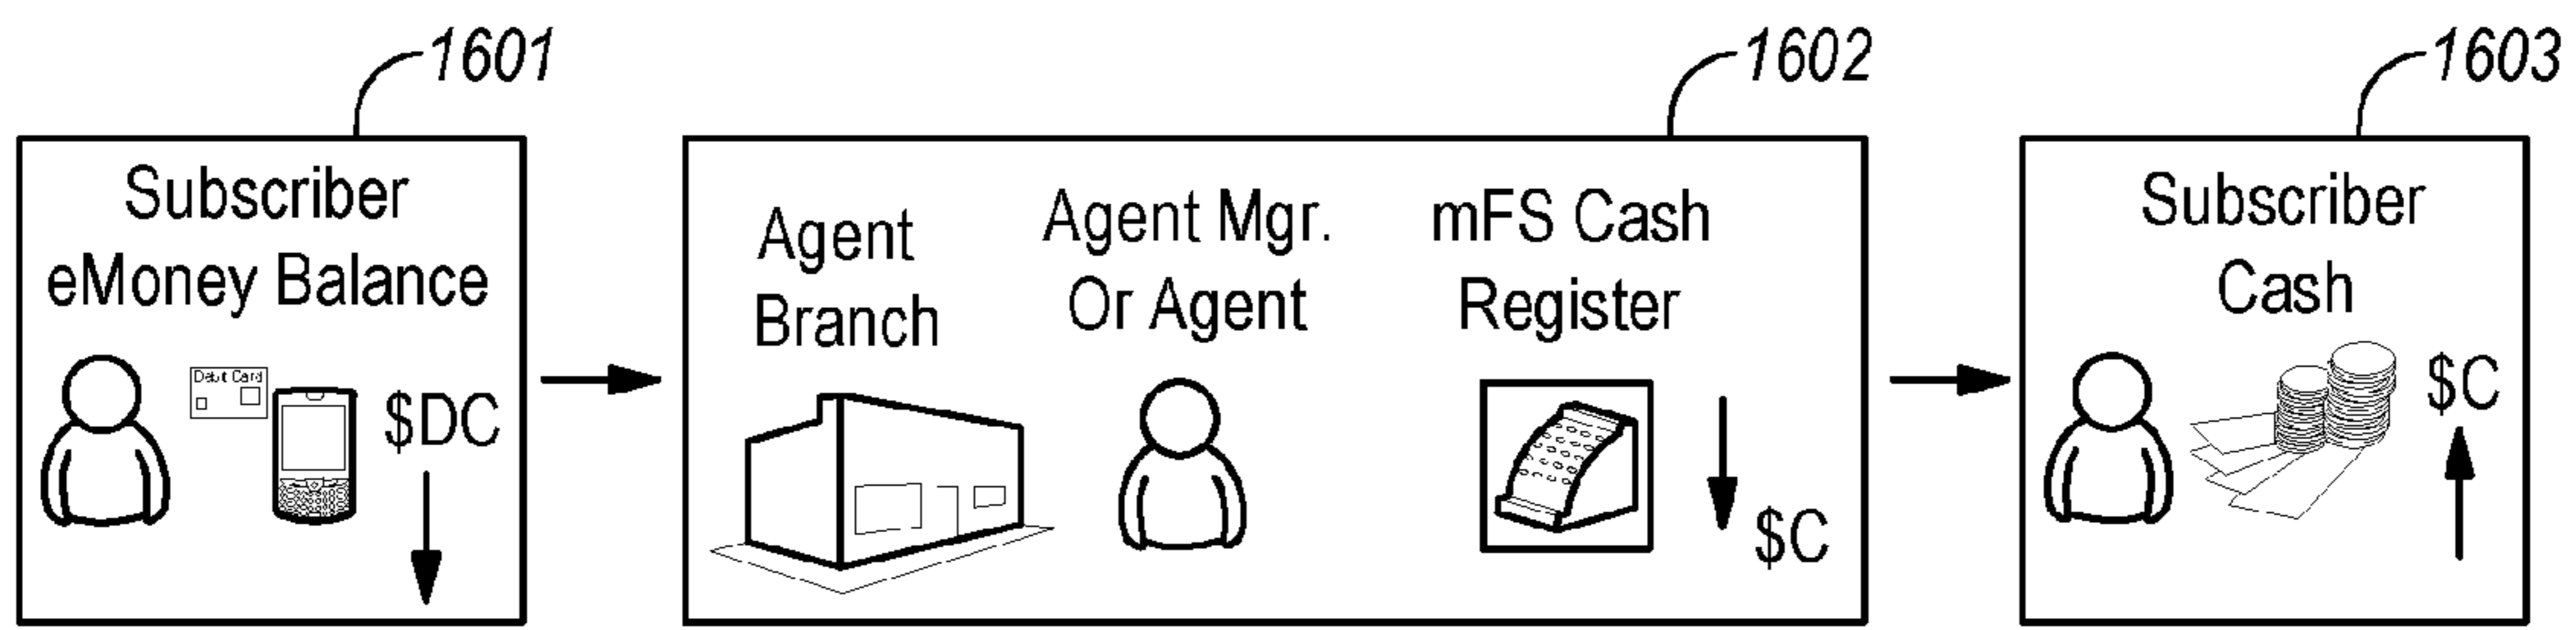 1601
1602
1603
Subscriber
eMoney Balance
Debit Card
$DC
Agent
Branch
Agent Mgr.
Or Agent
mFS Cash
Register
$C
Subscriber
Cash
$C